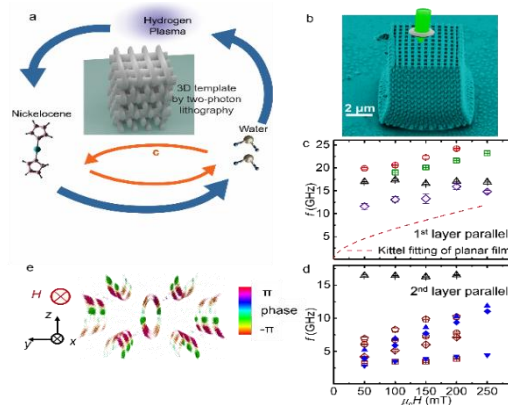 a
Hydrogen
Plasma
3D template
by two-photon
lithography
Nickelocene
Water
c
b
2 μm
c
f (GHz)
25
20
15
10
5
0
1st layer parallel
Kittel fitting of planar film
d
f (GHz)
15
10
5
0
2nd layer parallel
0 50 100 150 200 250
μ₀H (mT)
e
H
z
y
x
π
phase
-π